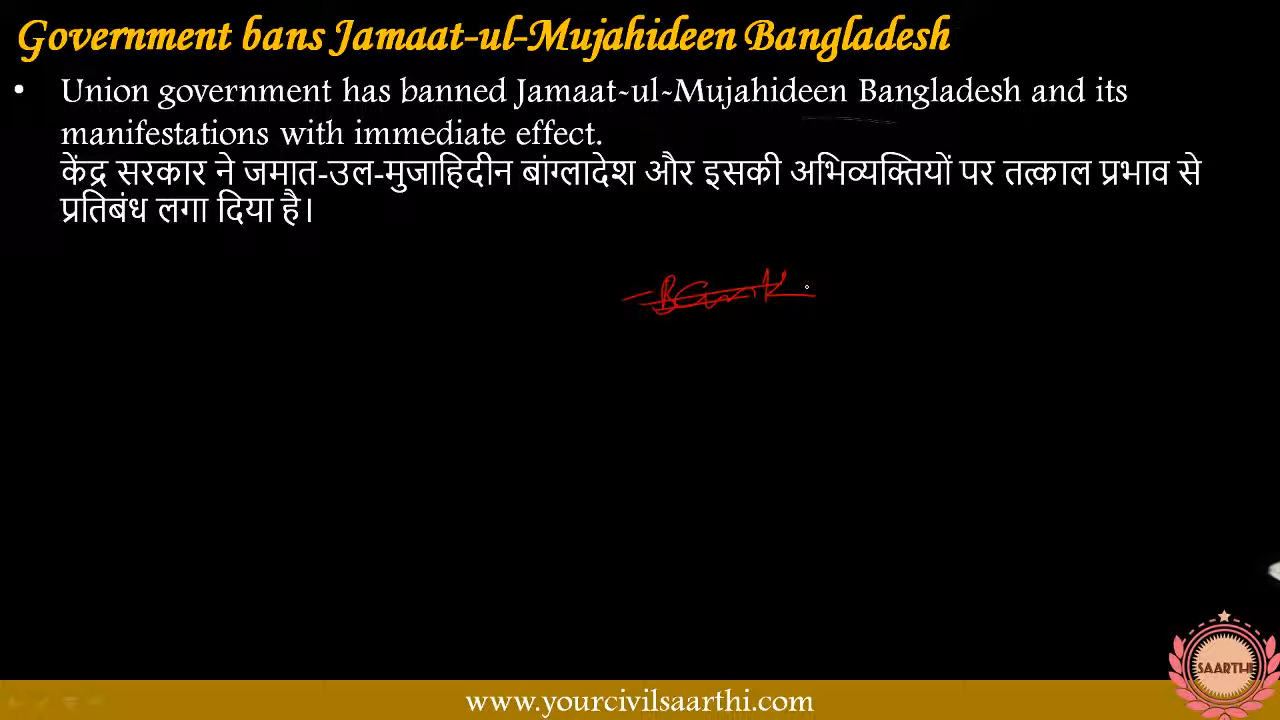 Government bans Jamaat-ul-Mujahideen Bangladesh
• Union government has banned Jamaat-ul-Mujahideen Bangladesh and its
manifestations with immediate effect.
केंद्र सरकार ने जमात-उल-मुजाहिदीन बांग्लादेश और इसकी अभिव्यक्तियों पर तत्काल प्रभाव से
प्रतिबंध लगा दिया है।
SAARTHI
www.yourcivilsaarthi.com